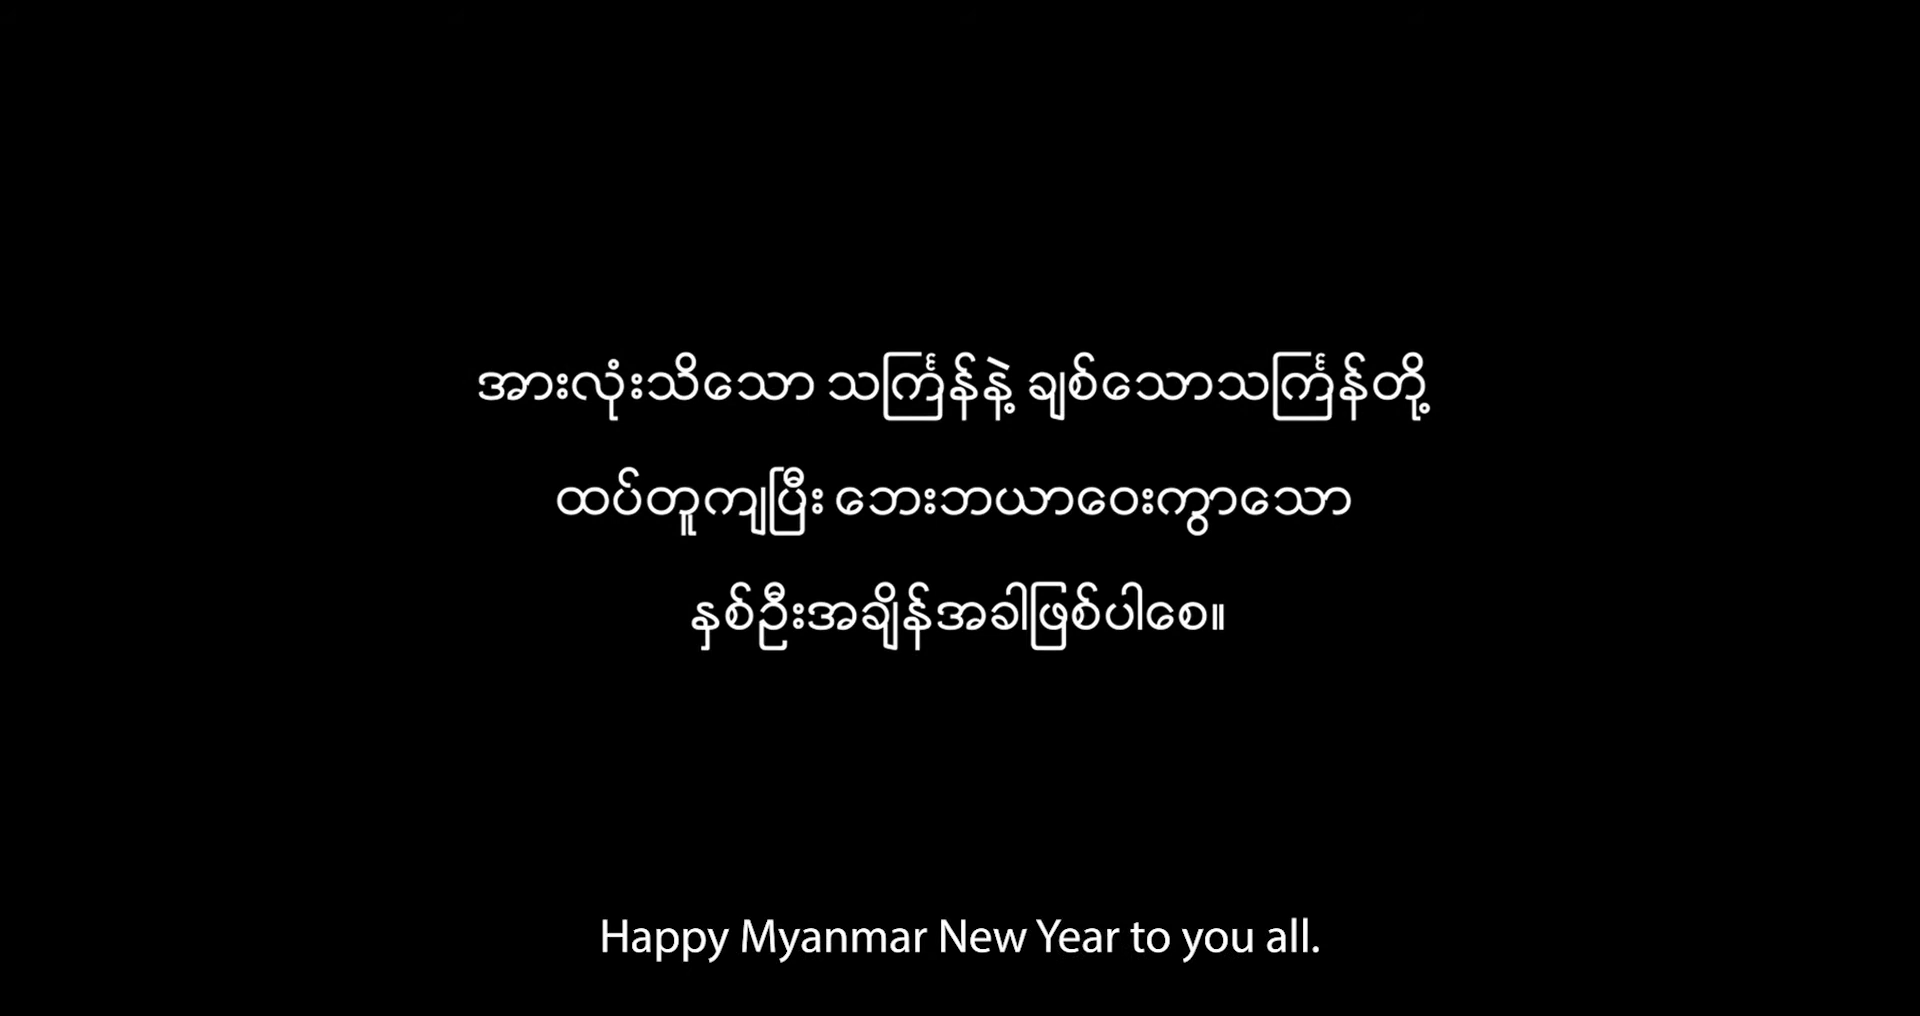 အားလုံးသိသော သင်္ကြန်နဲ့ ချစ်သောသင်္ကြန်တို့
ထပ်တူကျပြီး ဘေးဘယာဝေးကွာသော
နှစ်ဦးအချိန်အခါဖြစ်ပါစေ။
Happy Myanmar New Year to you all.